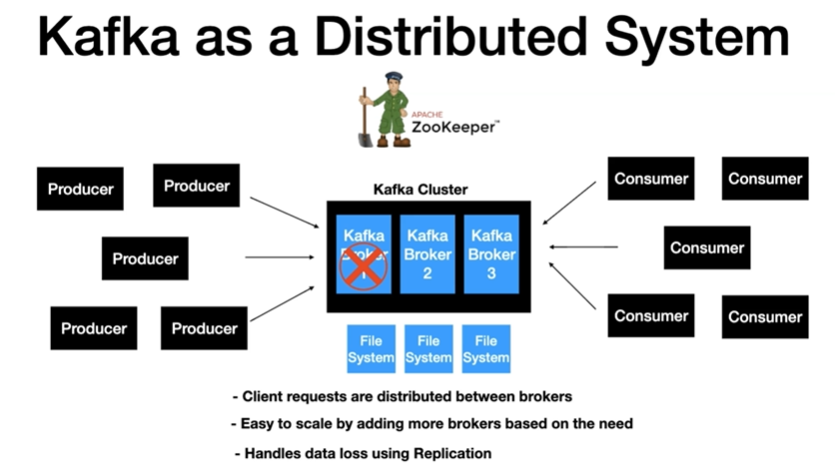 Kafka as a Distributed System
APACHE
ZooKeeper™
Producer
Producer
Producer
Producer
Producer
Kafka Cluster
Kafka
Broker
1
Kafka
Broker
2
Kafka
Broker
3
File
System
File
System
File
System
Consumer
Consumer
Consumer
Consumer
Consumer
- Client requests are distributed between brokers
- Easy to scale by adding more brokers based on the need
- Handles data loss using Replication